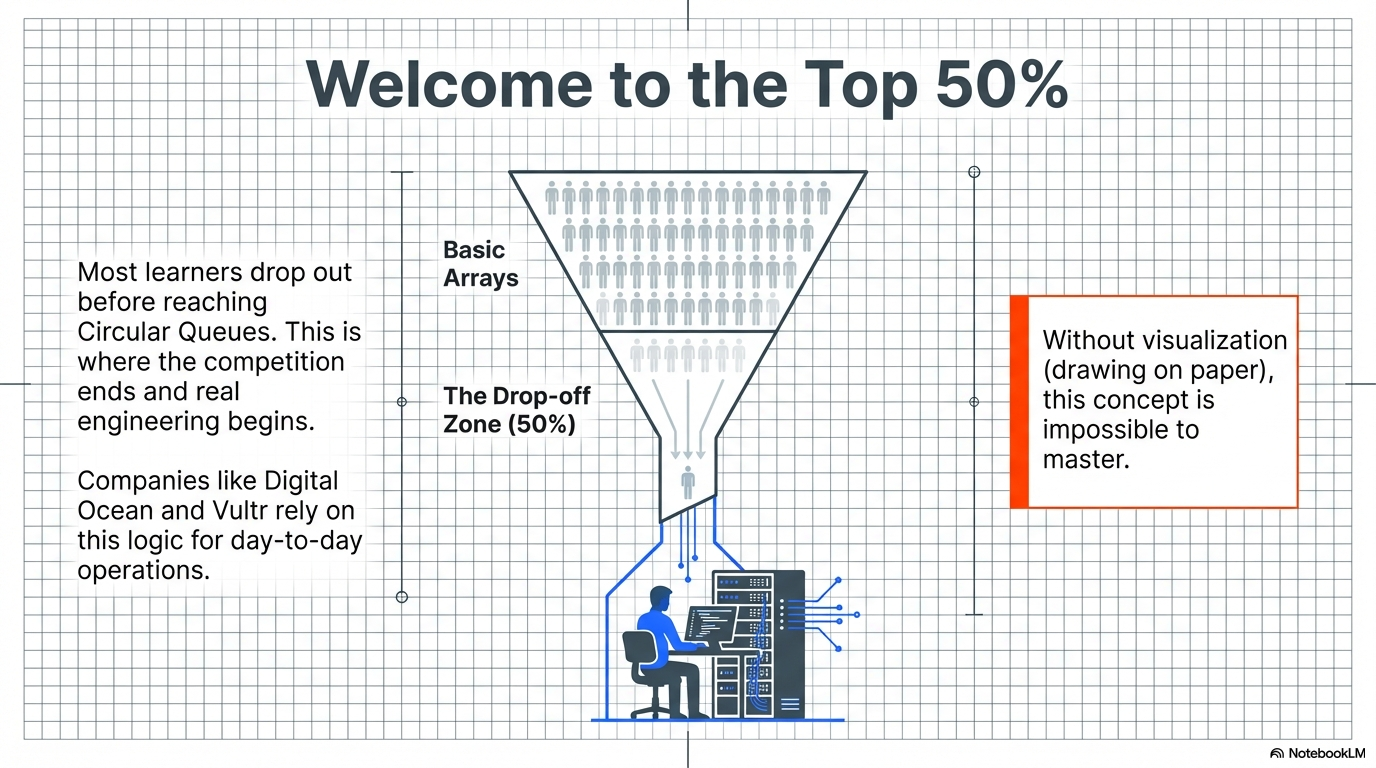 Welcome to the Top 50%
Most learners drop out
before reaching
Circular Queues. This is
where the competition
ends and real
engineering begins.
Companies like Digital
Ocean and Vultr rely on
this logic for day-to-day
operations.
Basic
Arrays
The Drop-off
Zone (50%)
Without visualization
(drawing on paper),
this concept is
impossible to
master.
NotebookLM